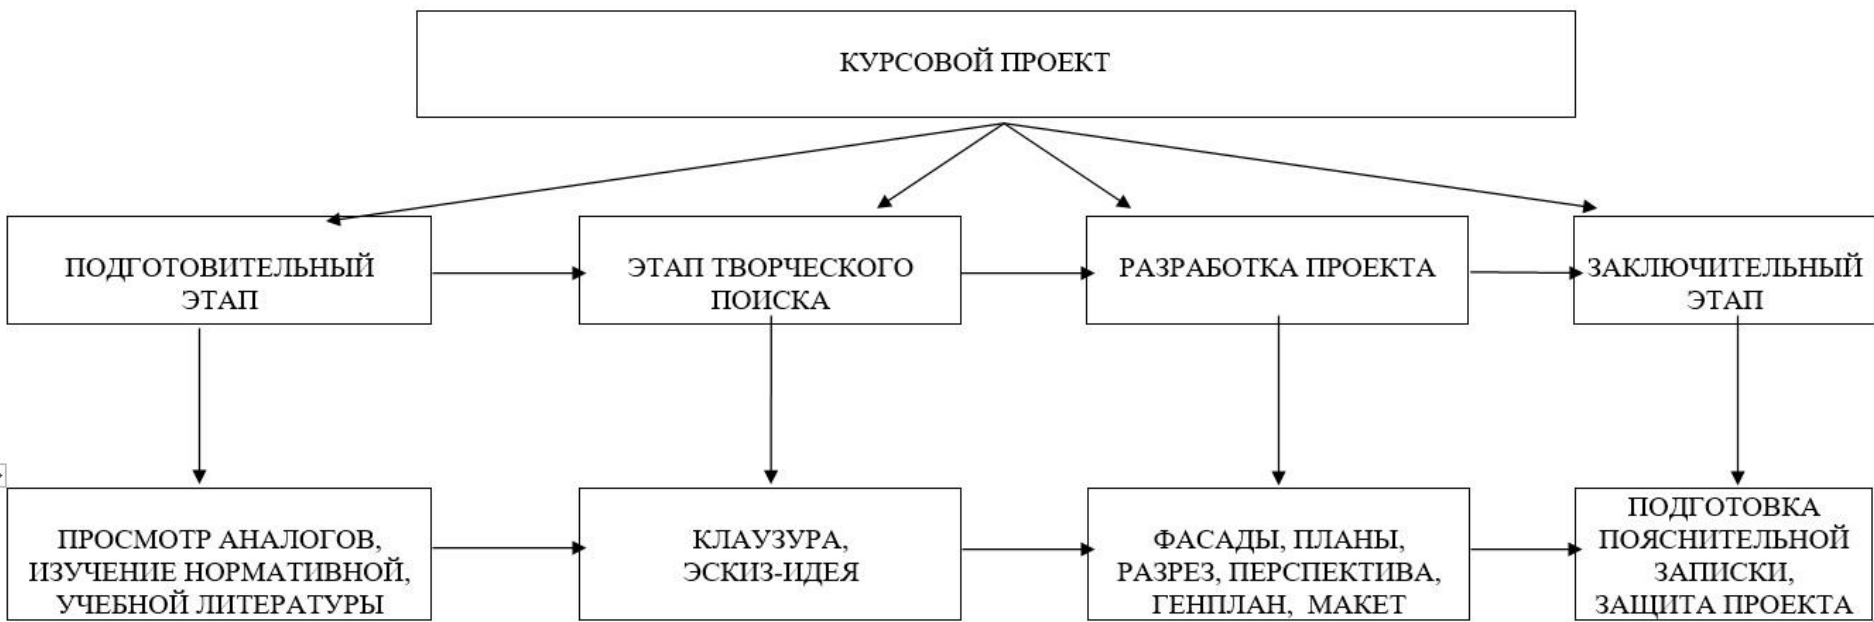 КУРСОВОЙ ПРОЕКТ
ПОДГОТОВИТЕЛЬНЫЙ
ЭТАП
ЭТАП ТВОРЧЕСКОГО
ПОИСКА
РАЗРАБОТКА ПРОЕКТА
ЗАКЛЮЧИТЕЛЬНЫЙ
ЭТАП
ПРОСМОТР АНАЛОГОВ,
ИЗУЧЕНИЕ НОРМАТИВНОЙ,
УЧЕБНОЙ ЛИТЕРАТУРЫ
КЛАУЗУРА,
ЭСКИЗ-ИДЕЯ
ФАСАДЫ, ПЛАНЫ,
РАЗРЕЗ, ПЕРСПЕКТИВА,
ГЕНПЛАН, МАКЕТ
ПОДГОТОВКА
ПОЯСНИТЕЛЬНОЙ
ЗАПИСКИ,
ЗАЩИТА ПРОЕКТА